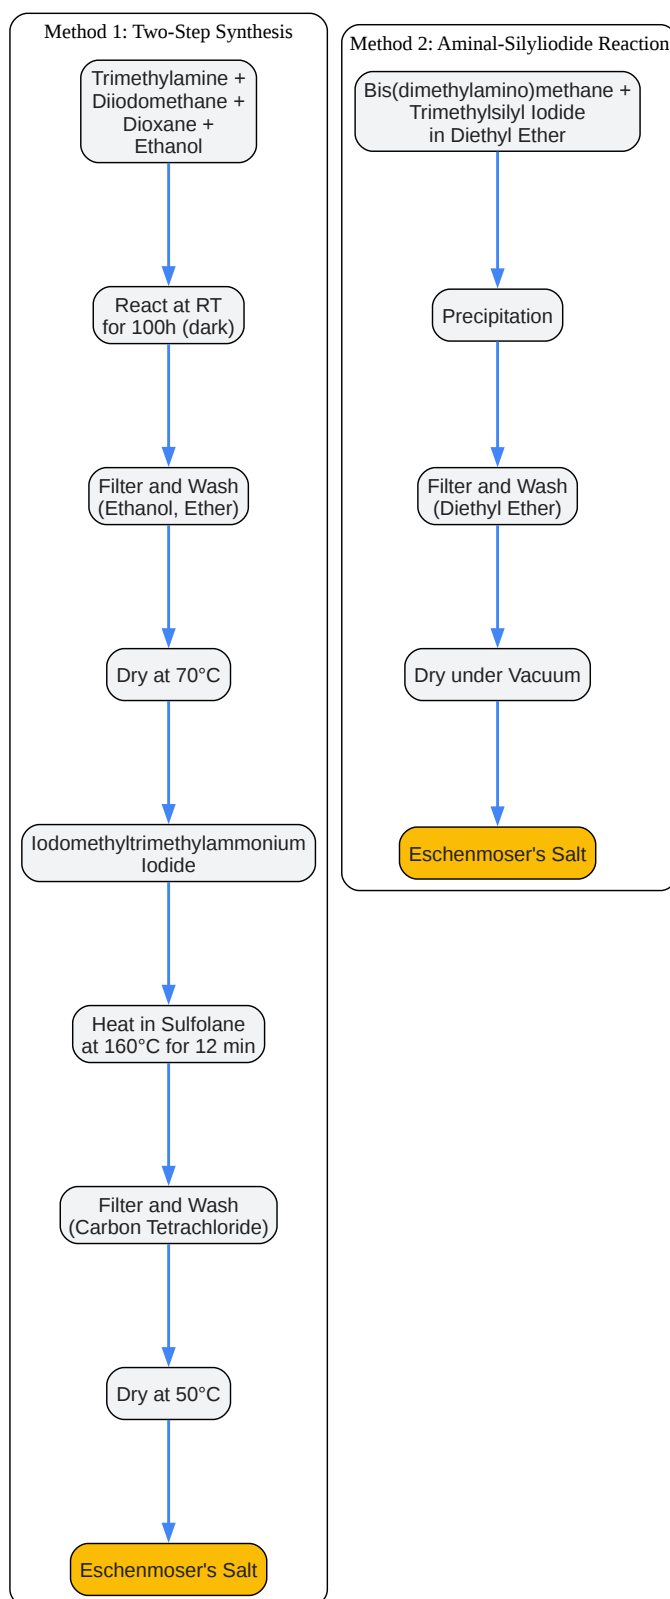 Method 1: Two-Step Synthesis
Trimethylamine +
Diiodomethane +
Dioxane +
Ethanol
React at RT
for 100h (dark)
Filter and Wash
(Ethanol, Ether)
Dry at 70°C
Iodomethyltrimethylammonium
Iodide
Heat in Sulfolane
at 160°C for 12 min
Filter and Wash
(Carbon Tetrachloride)
Dry at 50°C
Eschenmoser's Salt
Method 2: Aminal-Silyliodide Reaction
Bis(dimethylamino)methane +
Trimethylsilyl Iodide
in Diethyl Ether
Precipitation
Filter and Wash
(Diethyl Ether)
Dry under Vacuum
Eschenmoser's Salt